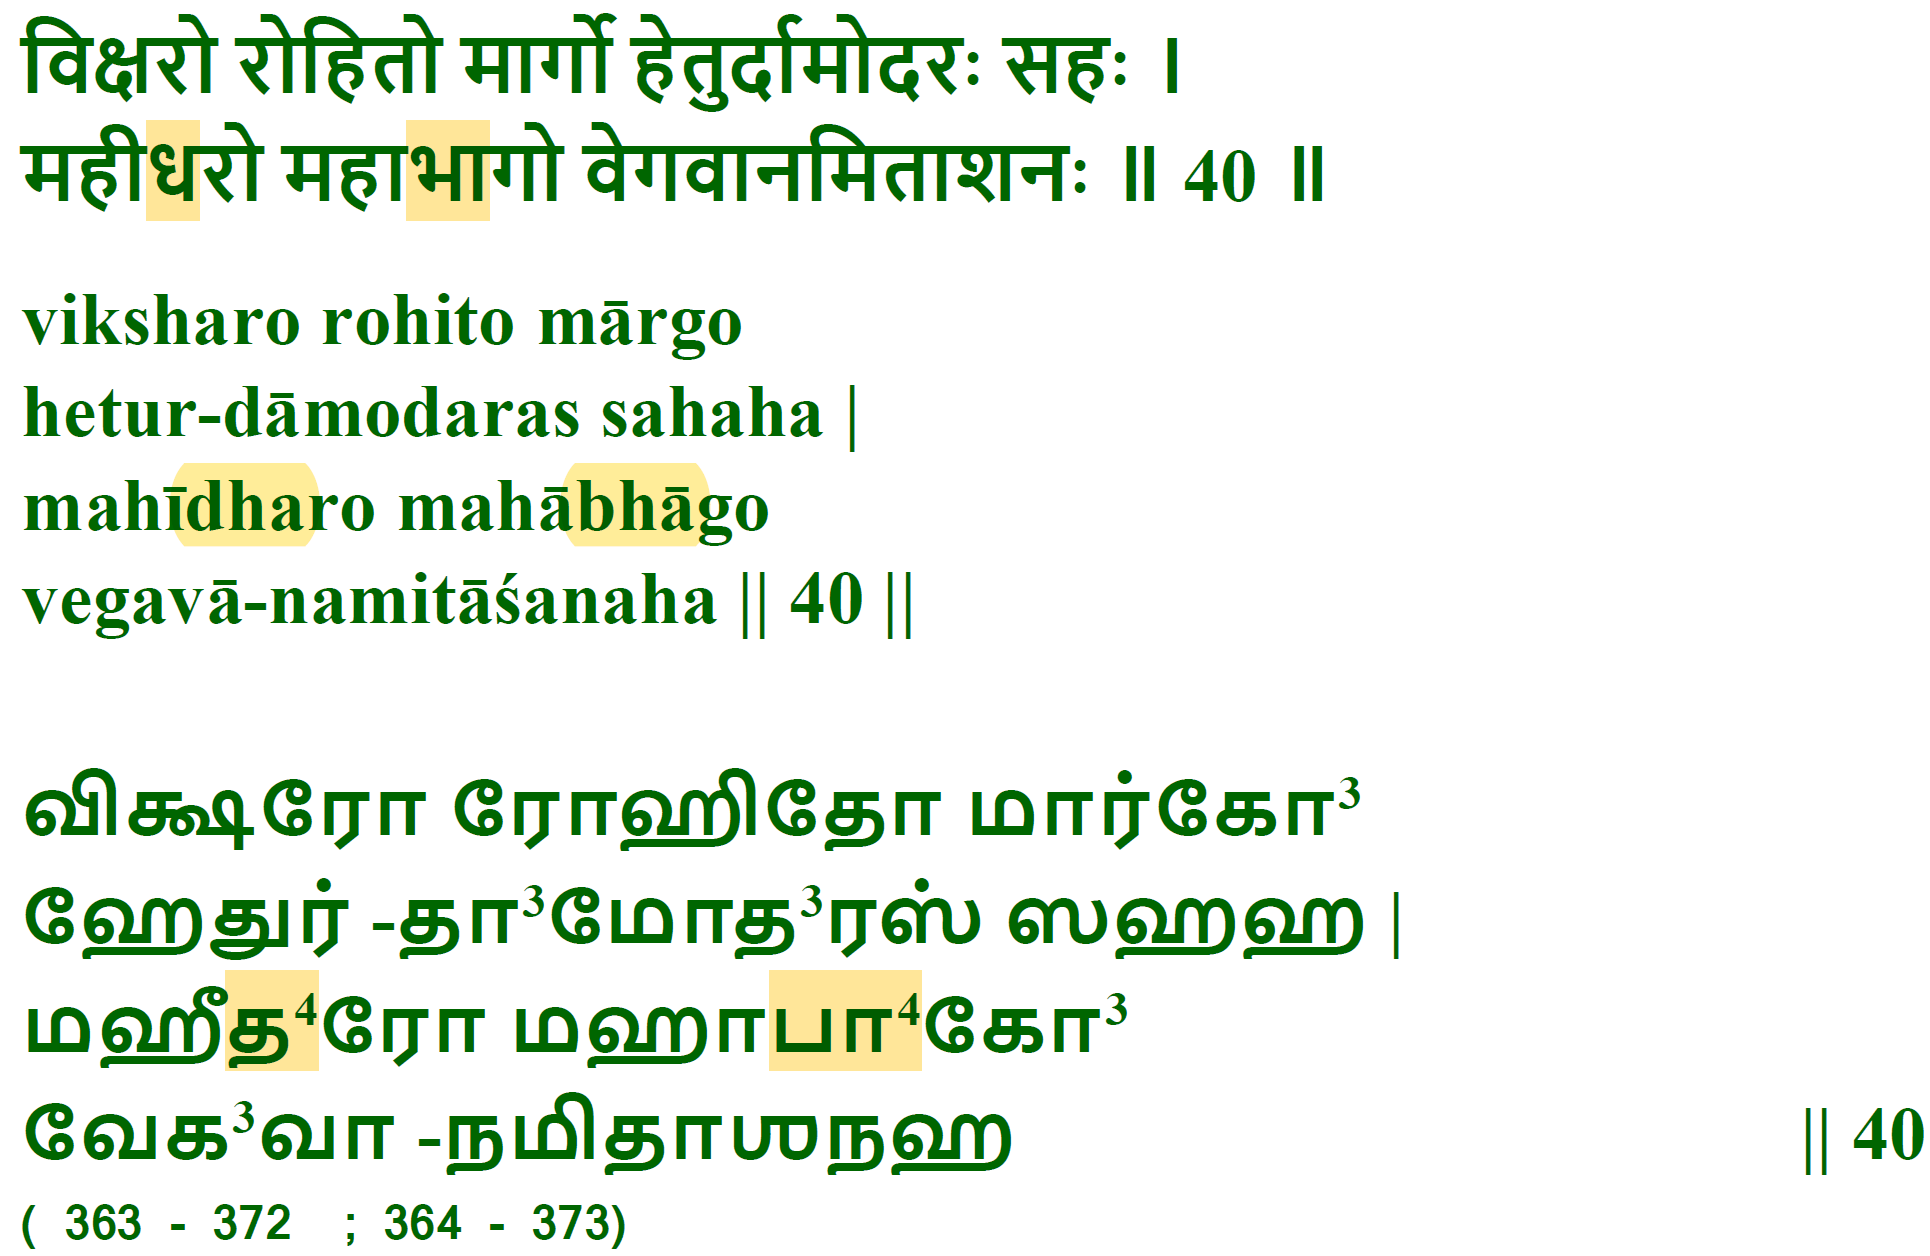 विक्षरो रोहितो मार्गो हेतुर्दामोदरः सहः ।
महीधरो महाभागो वेगवानमिताशनः ॥ 40 ॥
viksharo rohito mārgo
hetur-dāmodaras sahaha |
mahīdharo mahābhāgo
vegavā-namitāśanaha || 40 ||
விக்ஷரோ ரோஹிதோ மார்கோ³
ஹேதுர் -தா³மோத³ரஸ் ஸஹஹ |
மஹீத⁴ரோ மஹாபா⁴கோ³
வேக³வா -நமிதாஶநஹ || 40
( 363 - 372 ; 364 - 373)